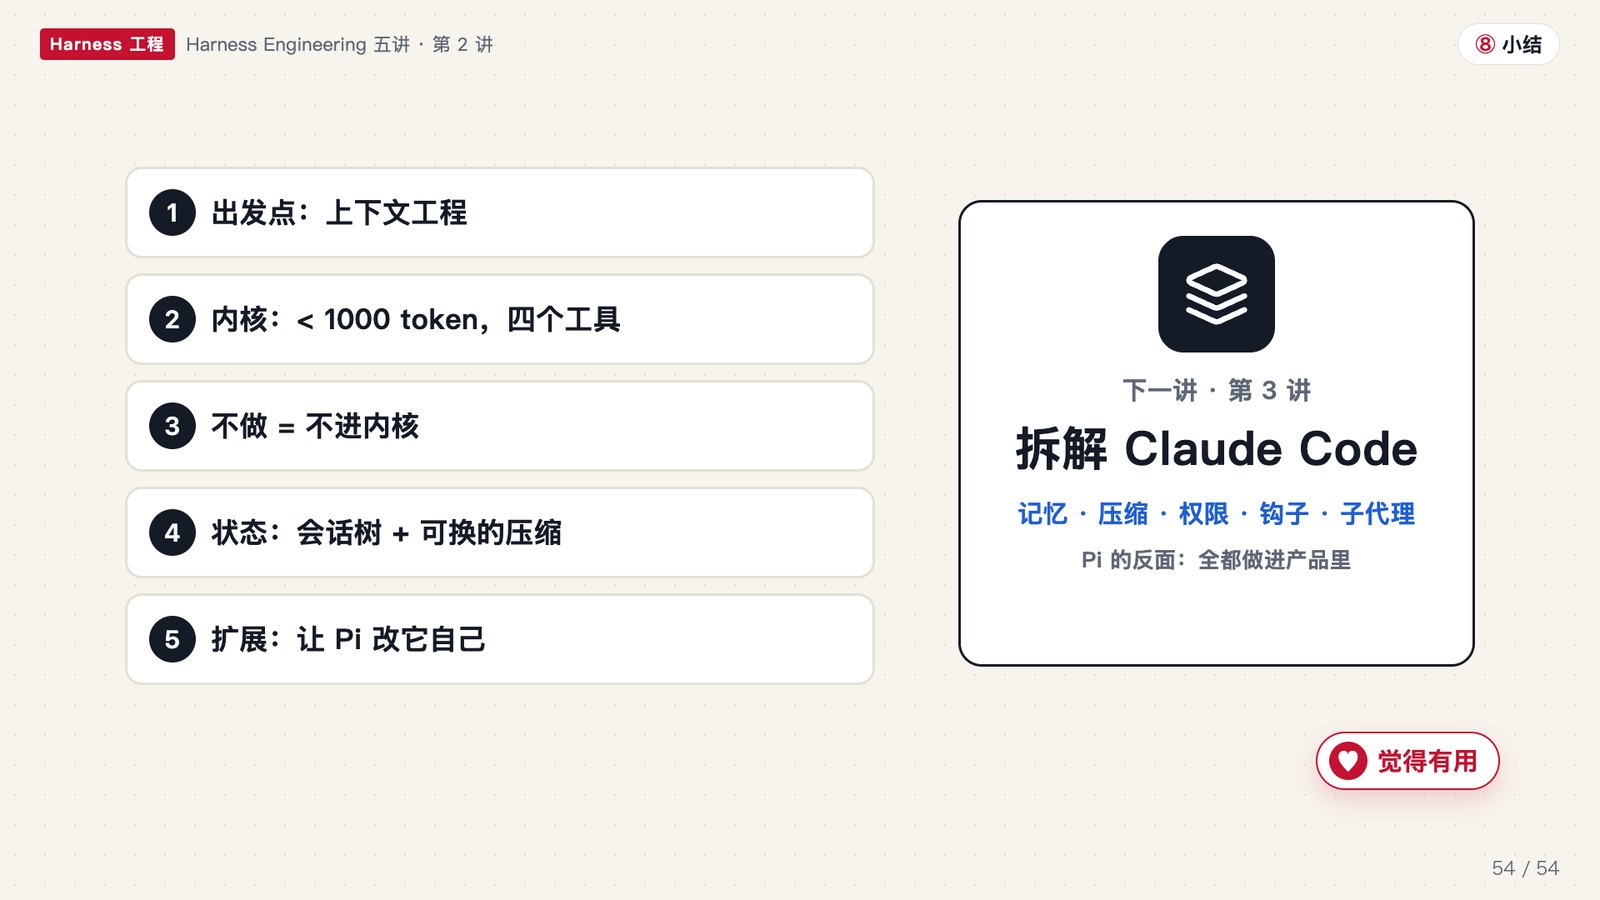 Harness 工程
Harness Engineering 五讲 · 第 2 讲
⑧ 小结
1 出发点：上下文工程
2 内核：< 1000 token，四个工具
3 不做 = 不进内核
4 状态：会话树 + 可换的压缩
5 扩展：让 Pi 改它自己
下一讲 · 第 3 讲
拆解 Claude Code
记忆 · 压缩 · 权限 · 钩子 · 子代理
Pi 的反面：全都做进产品里
觉得有用
54 / 54